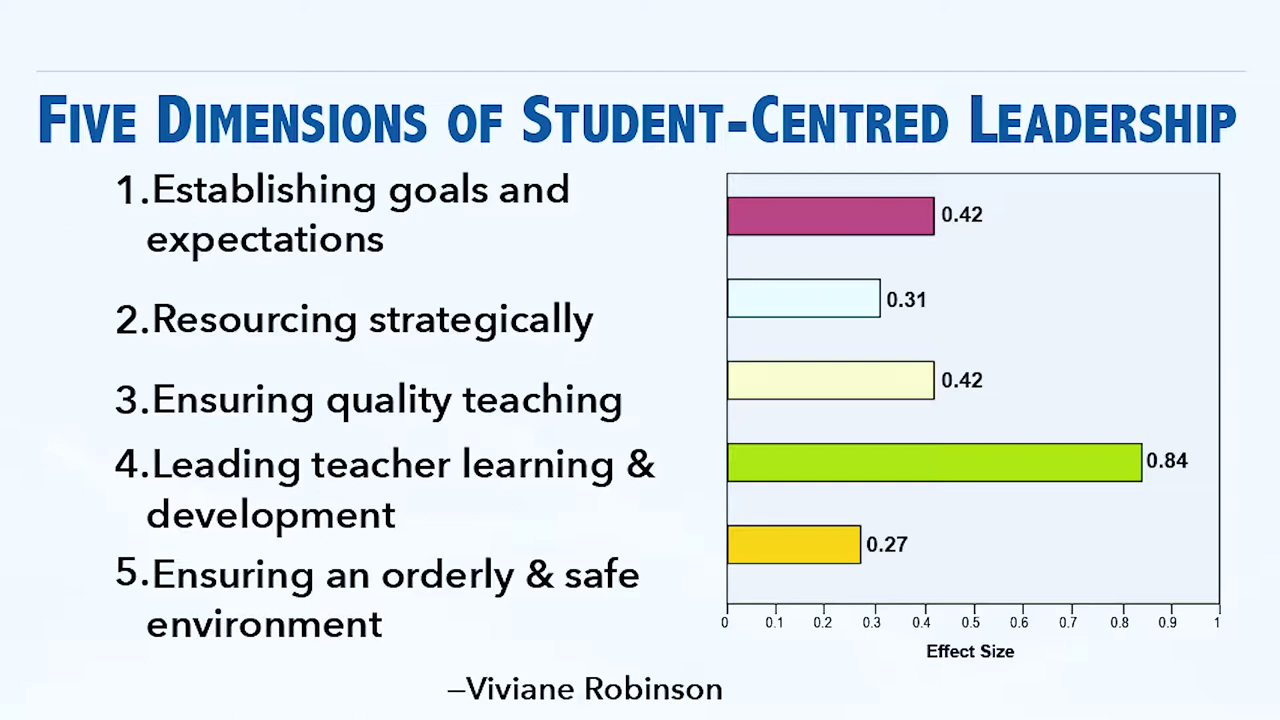 FIVE DIMENSIONS OF STUDENT-CENTRED LEADERSHIP
1.Establishing goals and
expectations
2.Resourcing strategically
3.Ensuring quality teaching
4.Leading teacher learning &
development
5.Ensuring an orderly & safe
environment
–Viviane Robinson
0.42
0.31
0.42
0.84
0.27
0 0.1 0.2 0.3 0.4 0.5 0.6 0.7 0.8 0.9 1
Effect Size